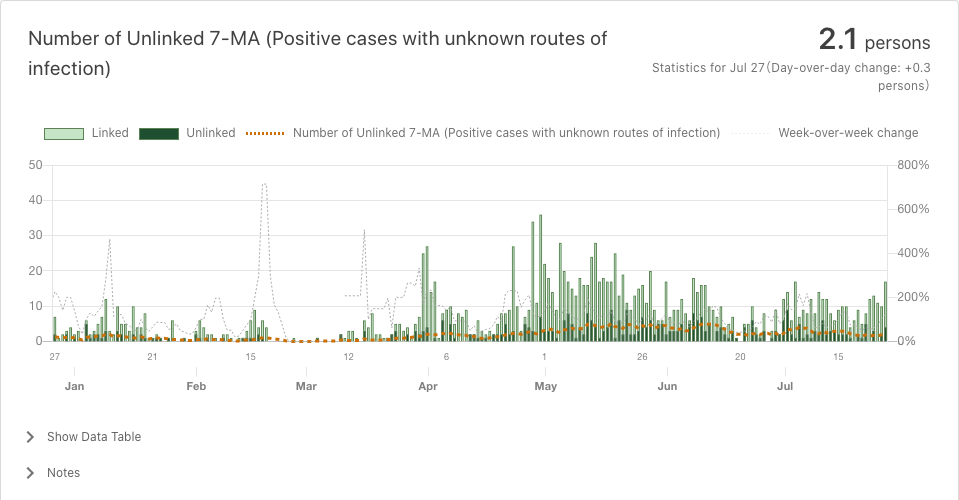 Number of Unlinked 7-MA (Positive cases with unknown routes of
infection)
2.1 persons
Statistics for Jul 27(Day-over-day change: +0.3
persons)
Linked Unlinked Number of Unlinked 7-MA (Positive cases with unknown routes of infection) Week-over-week change
50 800%
40 600%
30 400%
20
10 200%
0 0%
27 21 15 12 6 1 26 20 15
Jan Feb Mar Apr May Jun Jul
Show Data Table
Notes